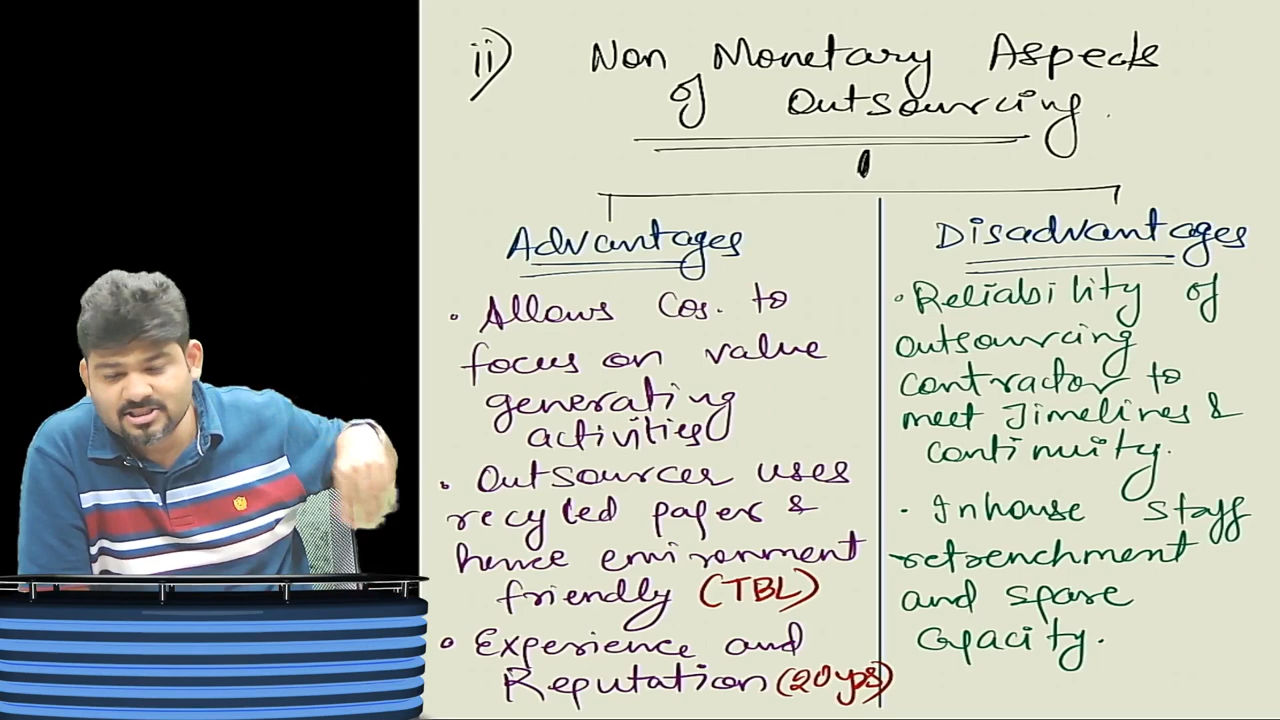 ii) Non Monetary Aspects
of Outsourcing.
Advantages
• Allows Cos. to
focus on value
generating
activities
• Outsourcer uses
recycled paper &
hence environment
friendly (TBL)
• Experience and
Reputation (20 yrs)
Disadvantages
• Reliability of
outsourcing
contractor to
meet Timelines &
continuity.
• Inhouse staff
retrenchment
and spare
capacity.